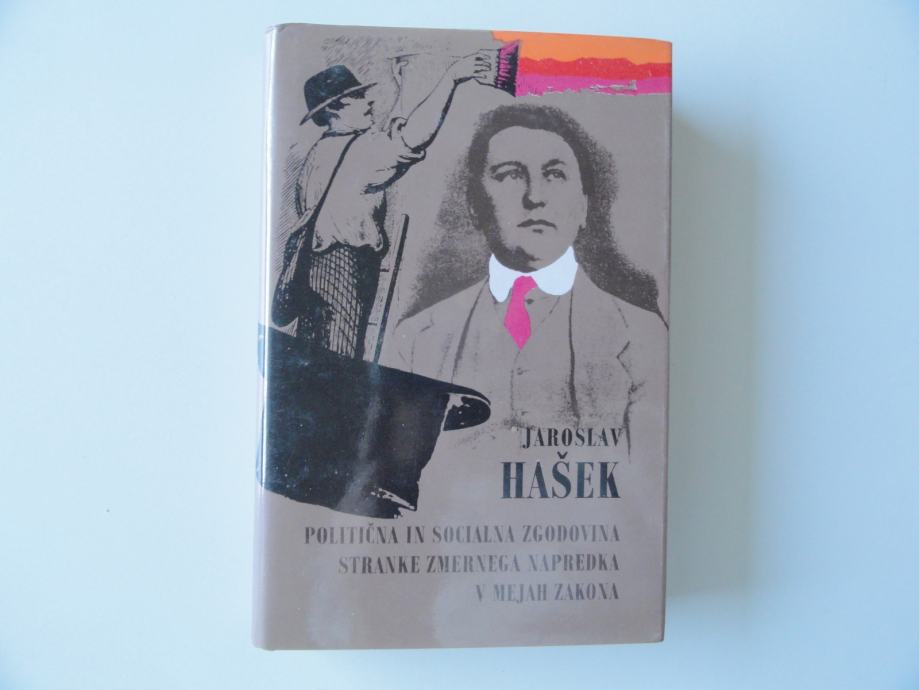 JAROSLAV
HAŠEK
POLITIČNA IN SOCIALNA ZGODOVINA
STRANKE ZMERNEGA NAPREDKA
V MEJAH ZAKONA